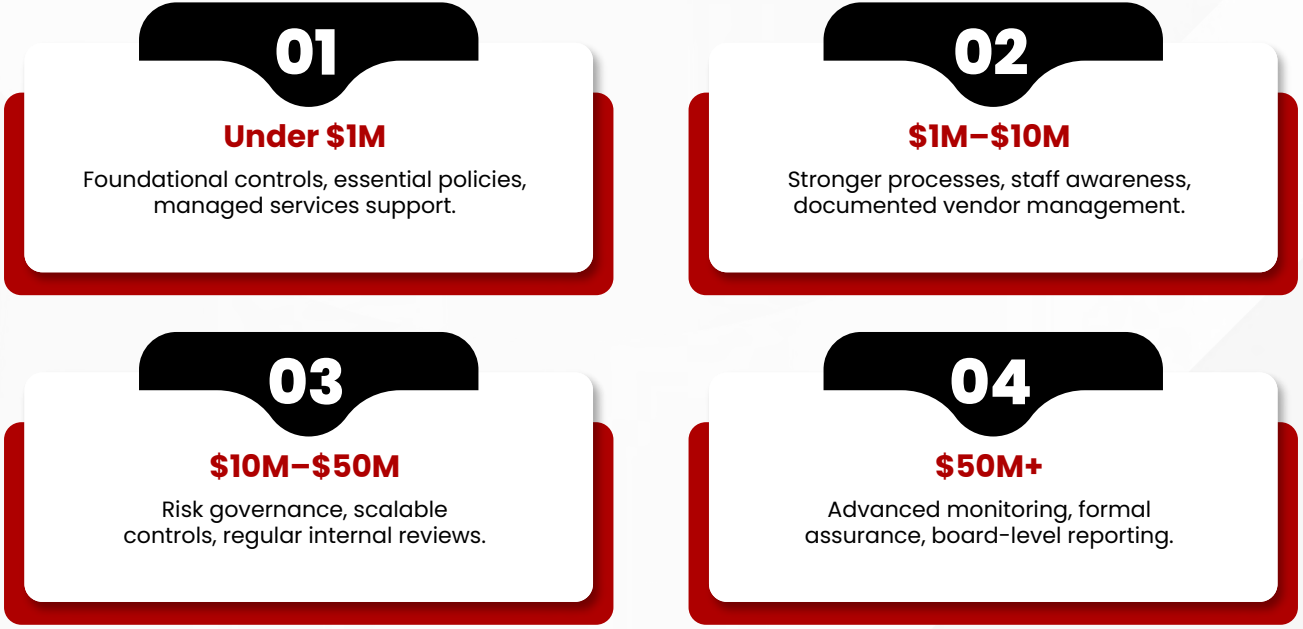 01
Under $1M
Foundational controls, essential policies,
managed services support.
02
$1M–$10M
Stronger processes, staff awareness,
documented vendor management.
03
$10M–$50M
Risk governance, scalable
controls, regular internal reviews.
04
$50M+
Advanced monitoring, formal
assurance, board-level reporting.